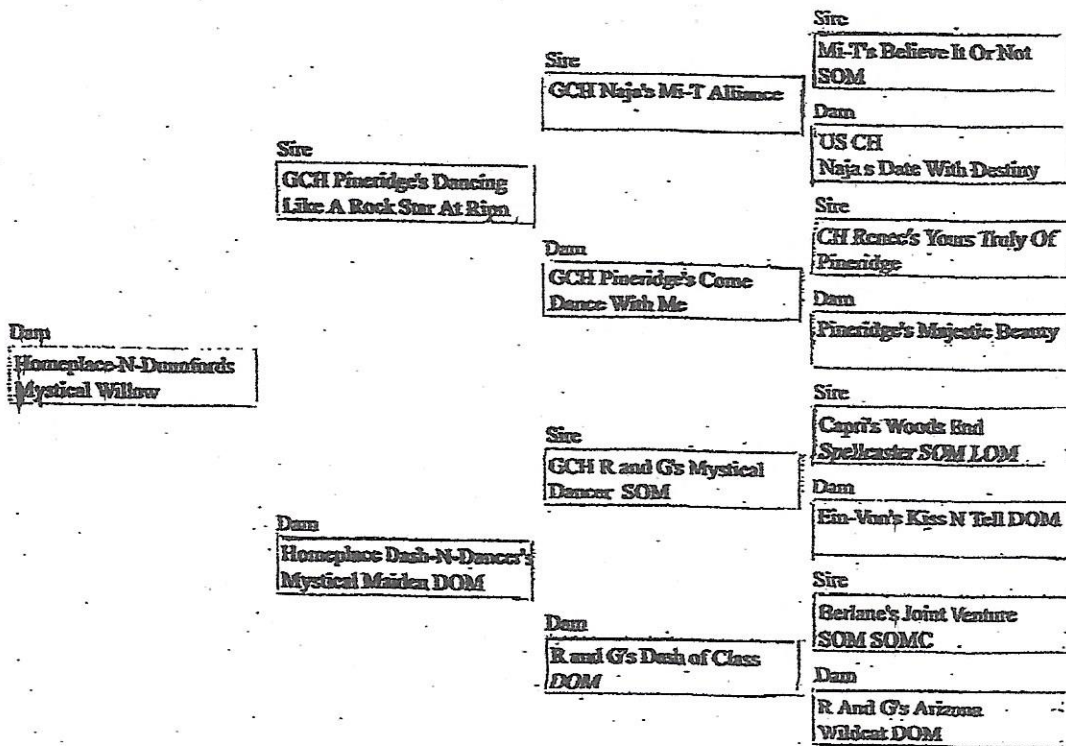 Dam
Homeplace-N-Dunnfords
Mystical Willow
Sire
GCH Pineridge's Dancing
Like A Rock Star At Ripn
Dam
Homeplace Dash-N-Dancer's
Mystical Maiden DOM
Sire
GCH Naja's Mi-T Alliance
Dam
GCH Pineridge's Come
Dance With Me
Sire
GCH R and G's Mystical
Dancer SOM
Dam
R and G's Dash of Class
DOM
Sire
Mi-T's Believe It Or Not
SOM
Dam
US CH
Naja s Date With Destiny
Sire
CH Renee's Yours Truly Of
Pineridge
Dam
Pineridge's Majestic Beauty
Sire
Capri's Woods End
Spellcaster SOM LOM
Dam
Ein-Von's Kiss N Tell DOM
Sire
Berlane's Joint Venture
SOM SOMC
Dam
R And G's Arizona
Wildcat DOM